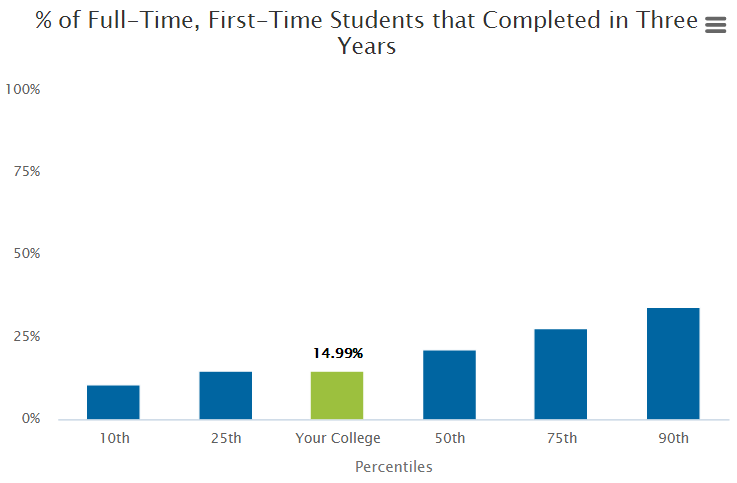 % of Full-Time, First-Time Students that Completed in Three
Years
100%
75%
50%
25%
0%
14.99%
10th
25th
Your College
50th
75th
90th
Percentiles